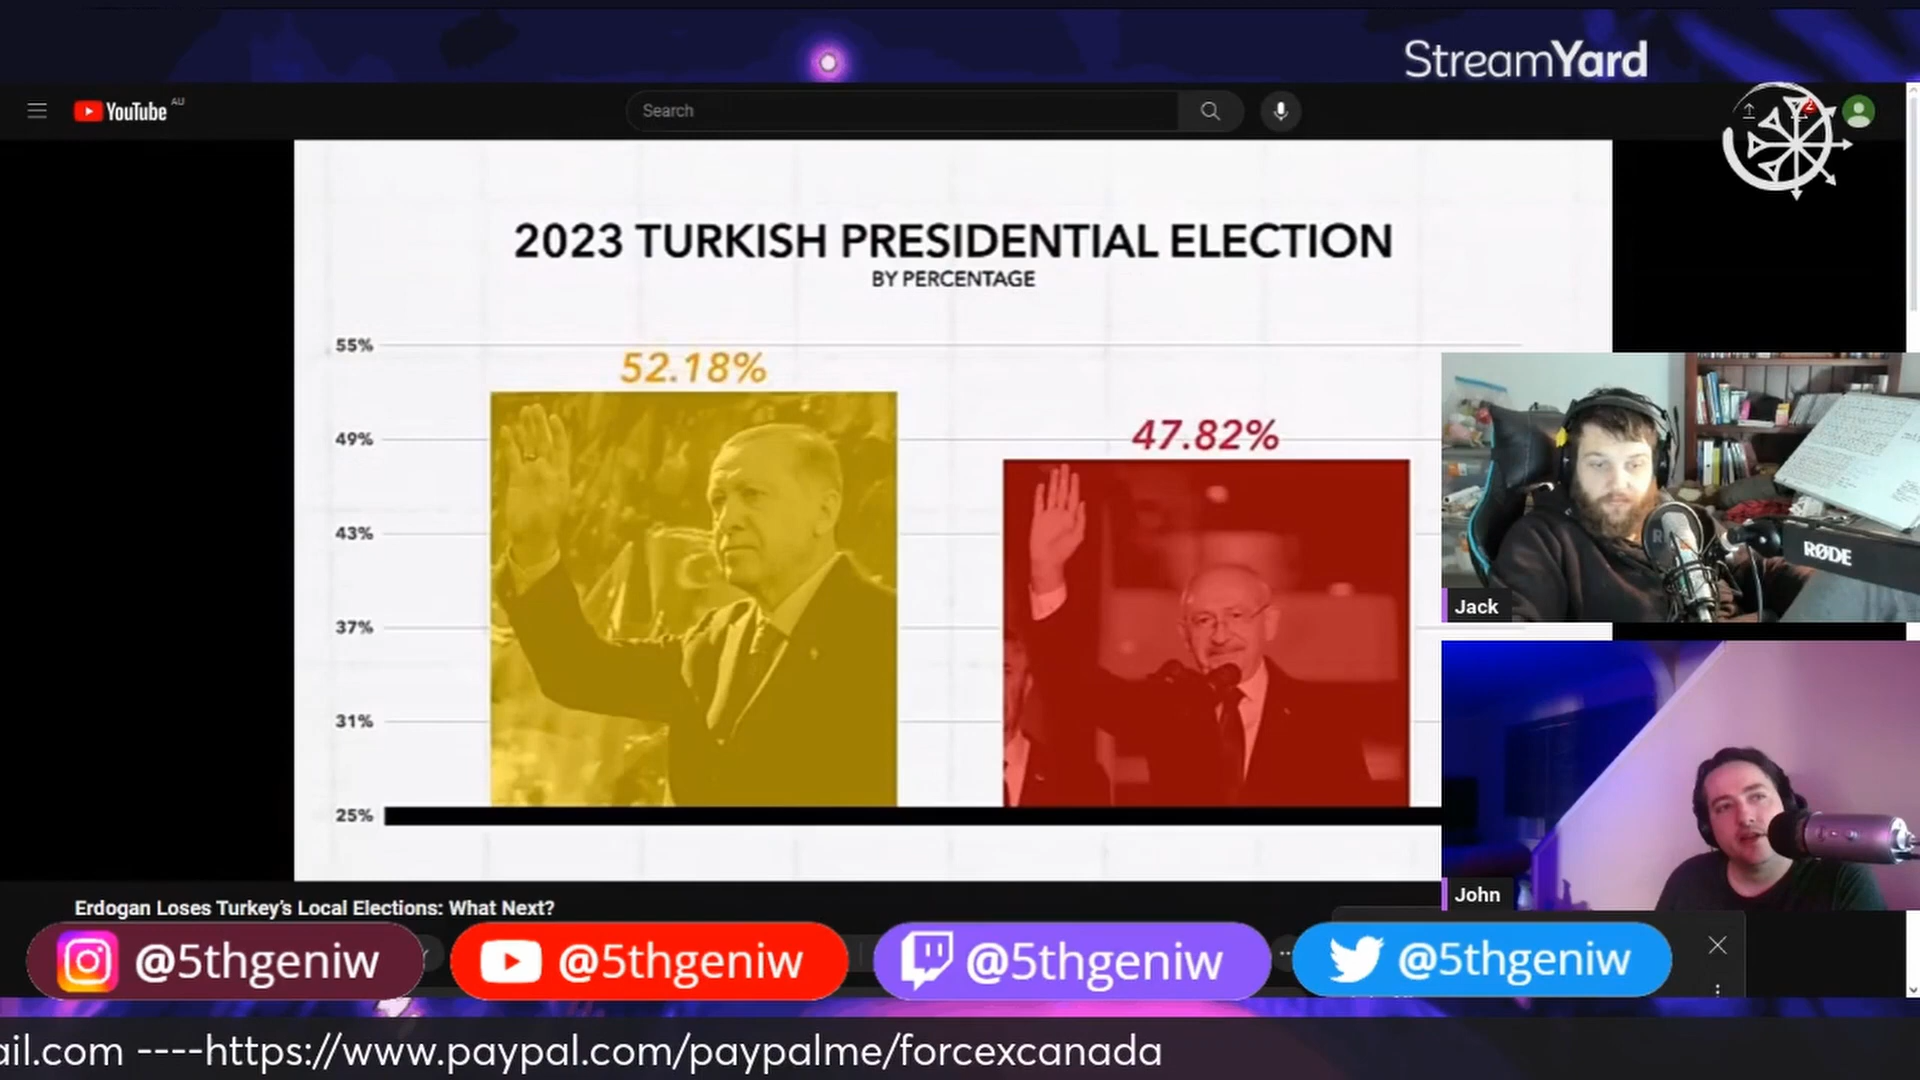 StreamYard
YouTube AU
Search
2
2023 TURKISH PRESIDENTIAL ELECTION
BY PERCENTAGE
55%
52.18%
49%
47.82%
43%
37%
31%
25%
RØDE
Jack
John
Erdogan Loses Turkey's Local Elections: What Next?
@5thgeniw
@5thgeniw
@5thgeniw
@5thgeniw
ail.com ----https://www.paypal.com/paypalme/forcexcanada